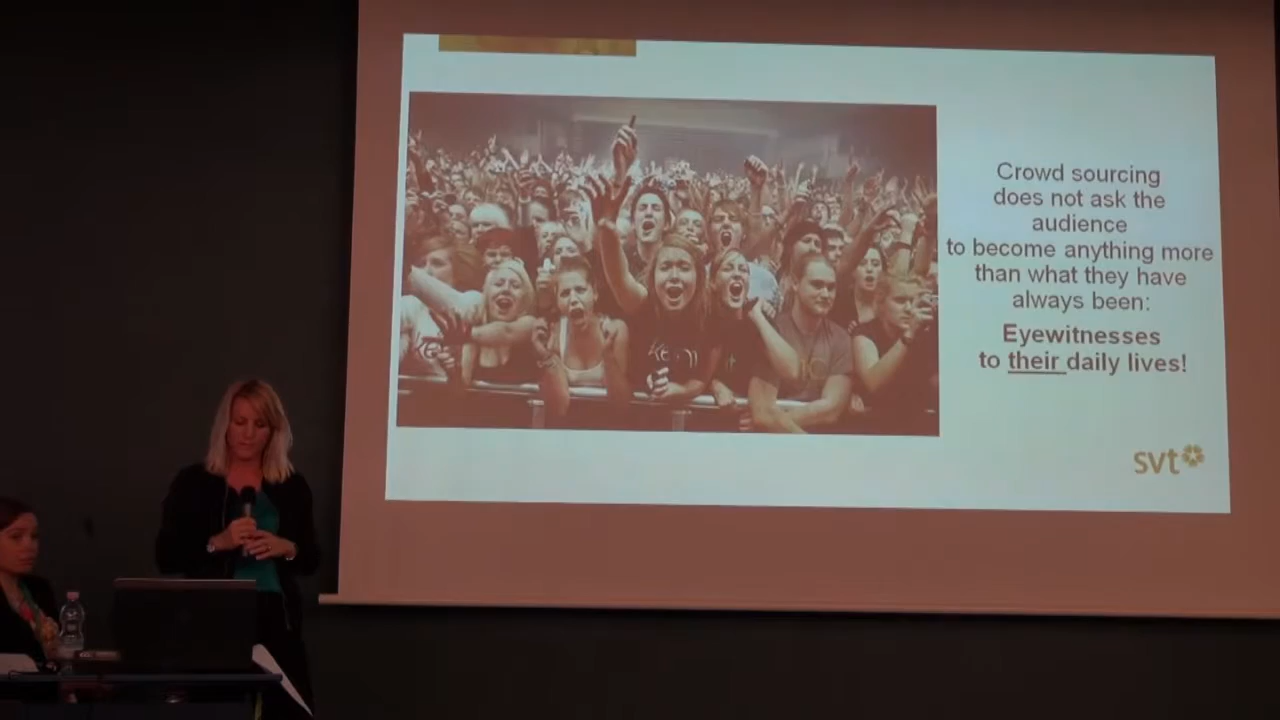 Crowd sourcing
does not ask the
audience
to become anything more
than what they have
always been:
Eyewitnesses
to their daily lives!
svt